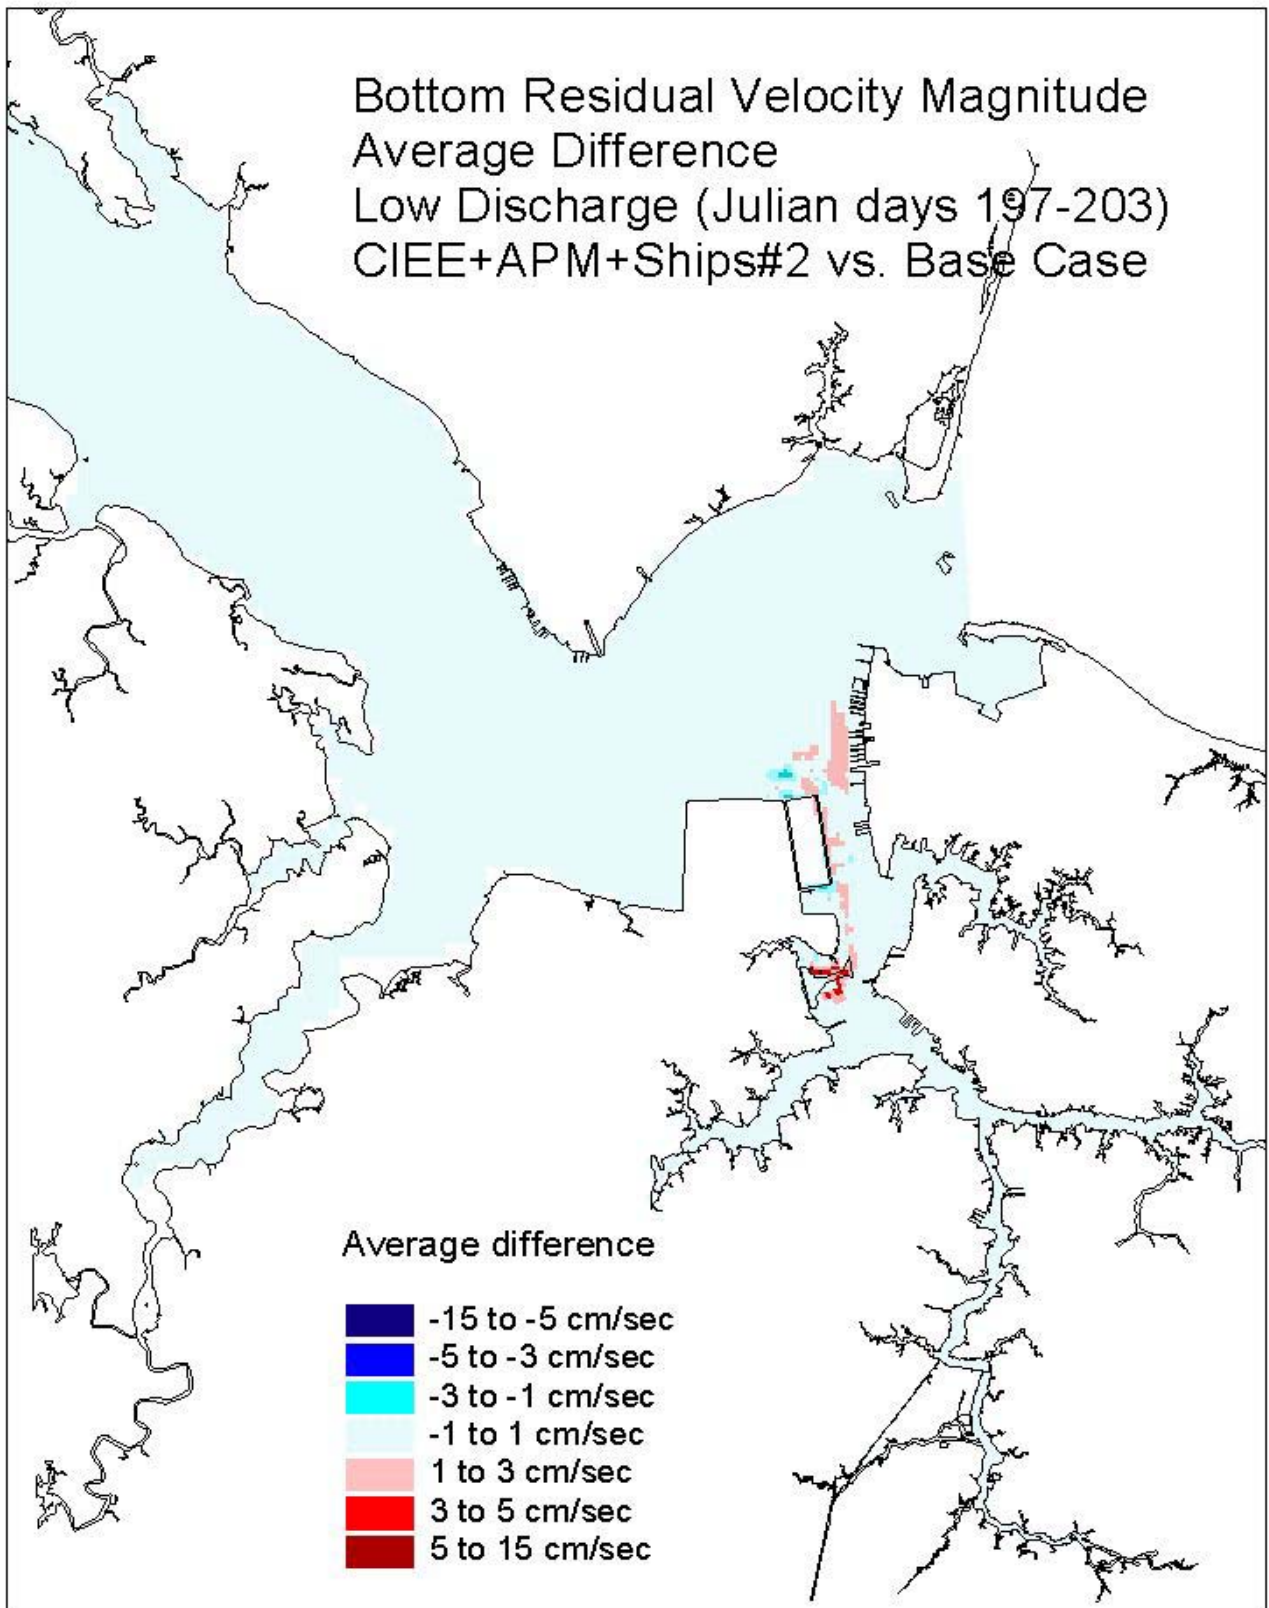 Bottom Residual Velocity Magnitude
Average Difference
Low Discharge (Julian days 197-203)
CIEE+APM+Ships#2 vs. Base Case
Average difference
-15 to -5 cm/sec
-5 to -3 cm/sec
-3 to -1 cm/sec
-1 to 1 cm/sec
1 to 3 cm/sec
3 to 5 cm/sec
5 to 15 cm/sec